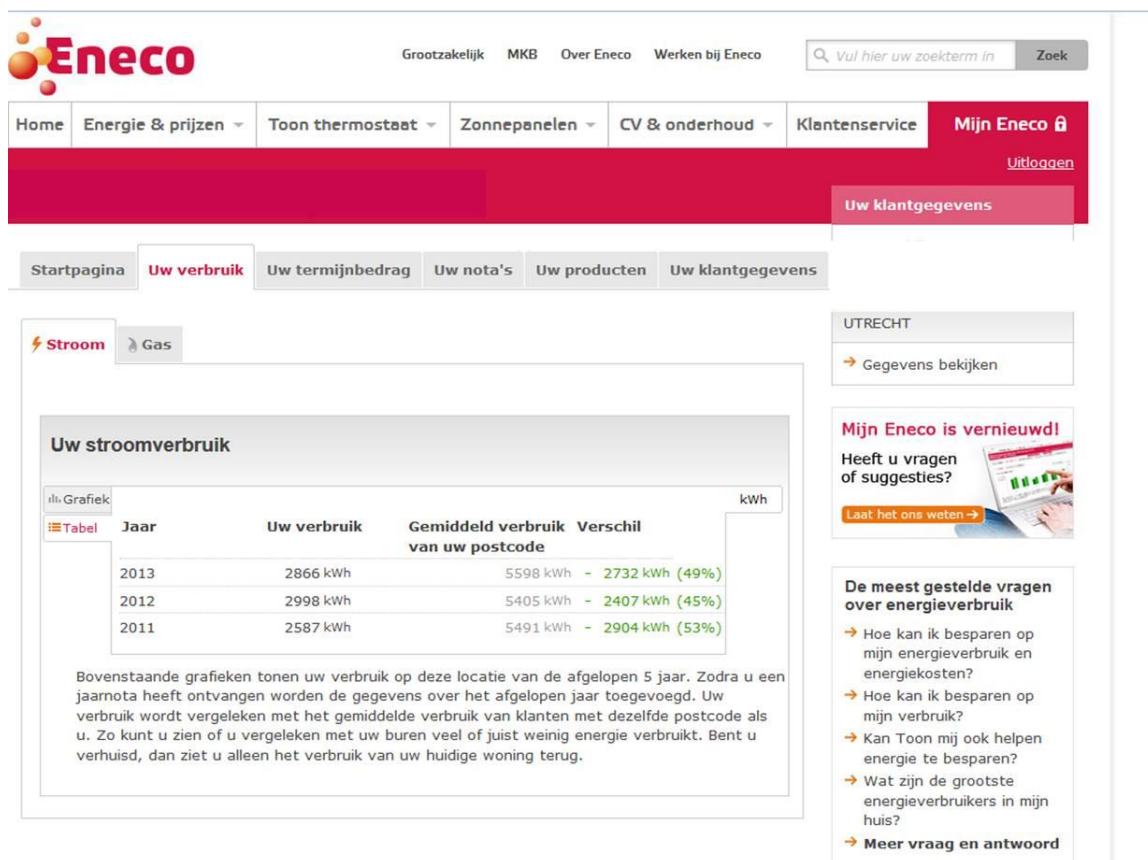 Eneco
Grootzakelijk MKB Over Eneco Werken bij Eneco
Vul hier uw zoekterm in Zoek
Home Energie & prijzen Toon thermostaat Zonnepanelen CV & onderhoud Klantenservice Mijn Eneco
Uitloggen
Uw klantgegevens
Startpagina Uw verbruik Uw termijnbedrag Uw nota's Uw producten Uw klantgegevens
Stroom Gas
UTRECHT
→ Gegevens bekijken
Uw stroomverbruik
Grafiek kWh
Tabel
Jaar Uw verbruik Gemiddeld verbruik Verschil
van uw postcode
2013 2866 kWh 5598 kWh - 2732 kWh (49%)
2012 2998 kWh 5405 kWh - 2407 kWh (45%)
2011 2587 kWh 5491 kWh - 2904 kWh (53%)
Bovenstaande grafieken tonen uw verbruik op deze locatie van de afgelopen 5 jaar. Zodra u een
jaarnota heeft ontvangen worden de gegevens over het afgelopen jaar toegevoegd. Uw
verbruik wordt vergeleken met het gemiddelde verbruik van klanten met dezelfde postcode als
u. Zo kunt u zien of u vergeleken met uw buren veel of juist weinig energie verbruikt. Bent u
verhuisd, dan ziet u alleen het verbruik van uw huidige woning terug.
Mijn Eneco is vernieuwd!
Heeft u vragen
of suggesties?
Laat het ons weten →
De meest gestelde vragen
over energieverbruik
→ Hoe kan ik besparen op
mijn energieverbruik en
energiekosten?
→ Hoe kan ik besparen op
mijn verbruik?
→ Kan Toon mij ook helpen
energie te besparen?
→ Wat zijn de grootste
energieverbruikers in mijn
huis?
→ Meer vraag en antwoord